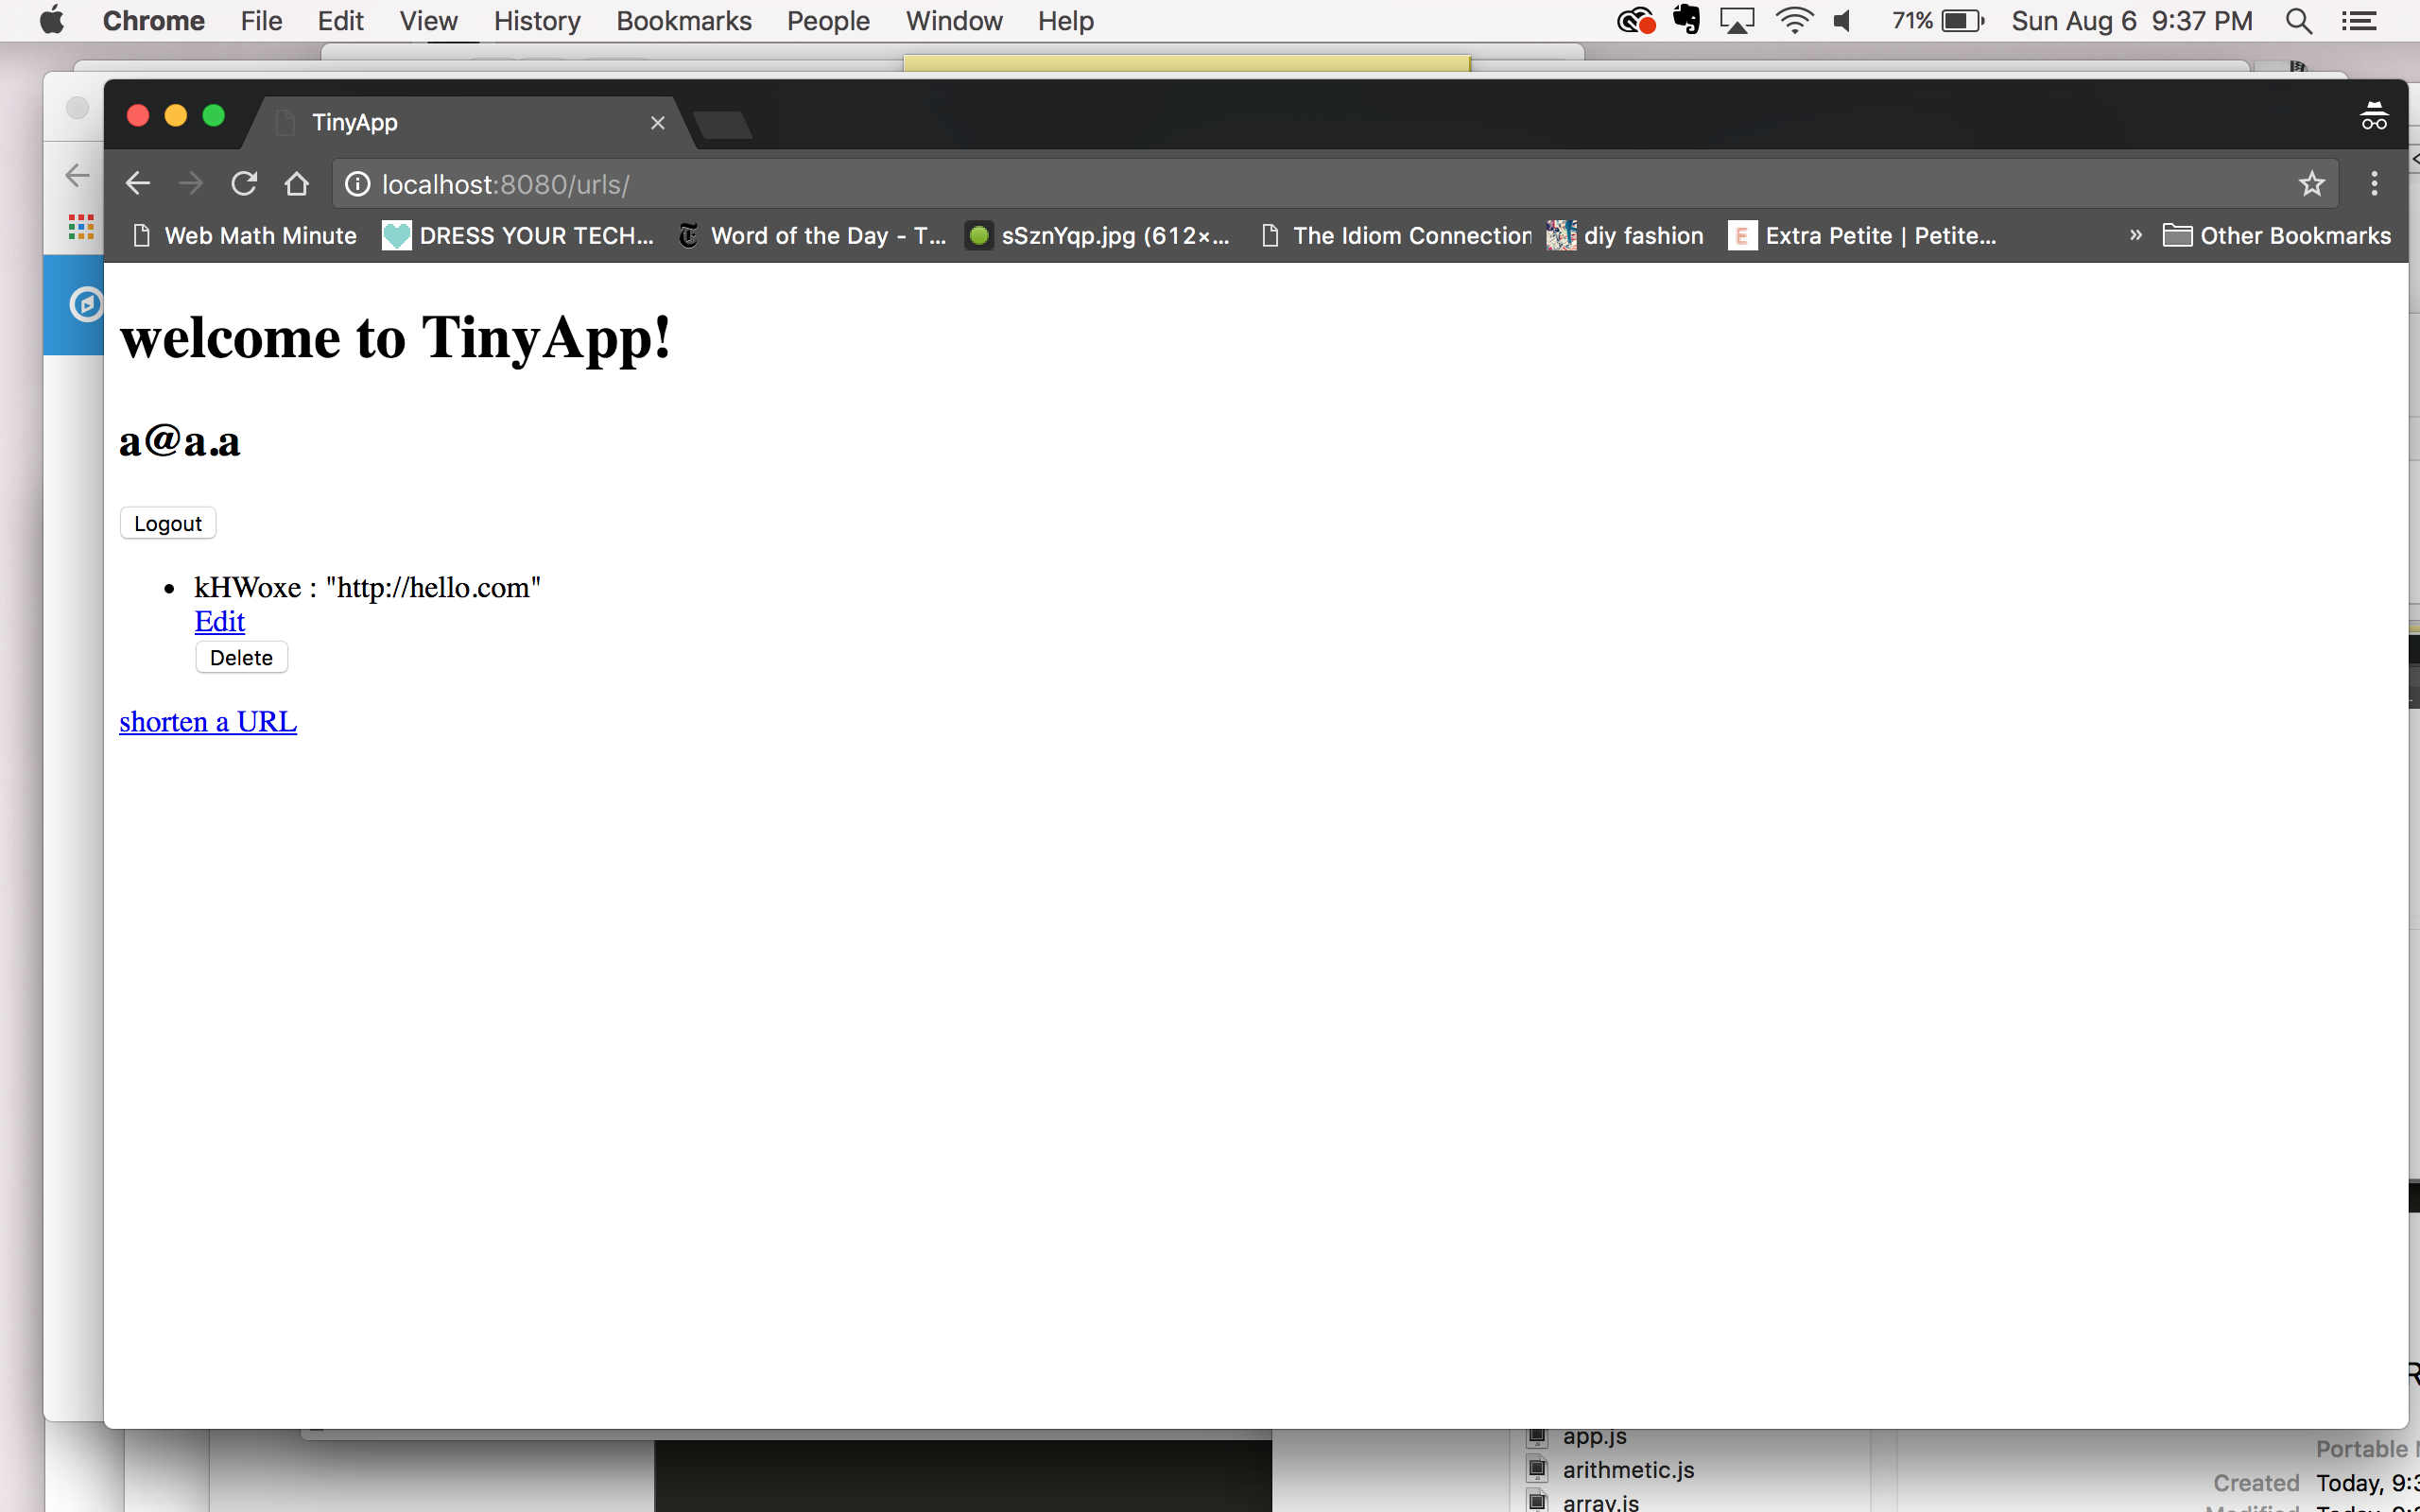 Chrome File Edit View History Bookmarks People Window Help 71% Sun Aug 6 9:37 PM
TinyApp
localhost:8080/urls/
Web Math Minute DRESS YOUR TECH... Word of the Day - T... sSznYqp.jpg (612×... The Idiom Connection diy fashion E Extra Petite | Petite... » Other Bookmarks
welcome to TinyApp!
a@a.a
Logout
• kHWoxe : "http://hello.com"
Edit
Delete
shorten a URL
app.js
Portable
arithmetic.js
Created Today, 9:3
array.js